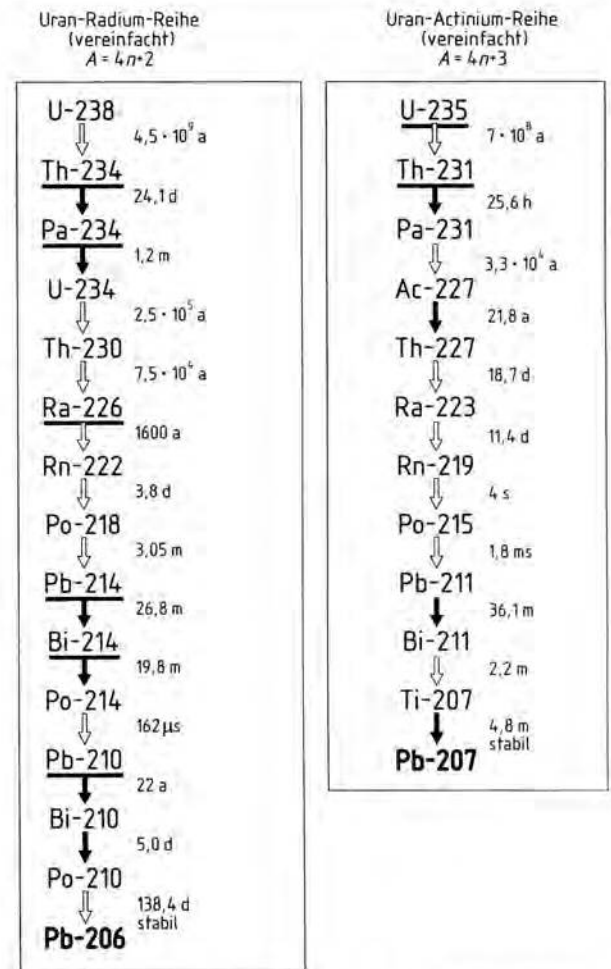 Uran-Radium-Reihe
(vereinfacht)
A = 4n+2
U-238
4,5 · 10⁹ a
Th-234
24,1 d
Pa-234
1,2 m
U-234
2,5 · 10⁵ a
Th-230
7,5 · 10⁴ a
Ra-226
1600 a
Rn-222
3,8 d
Po-218
3,05 m
Pb-214
26,8 m
Bi-214
19,8 m
Po-214
162 µs
Pb-210
22 a
Bi-210
5,0 d
Po-210
138,4 d
stabil
Pb-206
Uran-Actinium-Reihe
(vereinfacht)
A = 4n+3
U-235
7 · 10⁸ a
Th-231
25,6 h
Pa-231
3,3 · 10⁴ a
Ac-227
21,8 a
Th-227
18,7 d
Ra-223
11,4 d
Rn-219
4 s
Po-215
1,8 ms
Pb-211
36,1 m
Bi-211
2,2 m
Ti-207
4,8 m
stabil
Pb-207